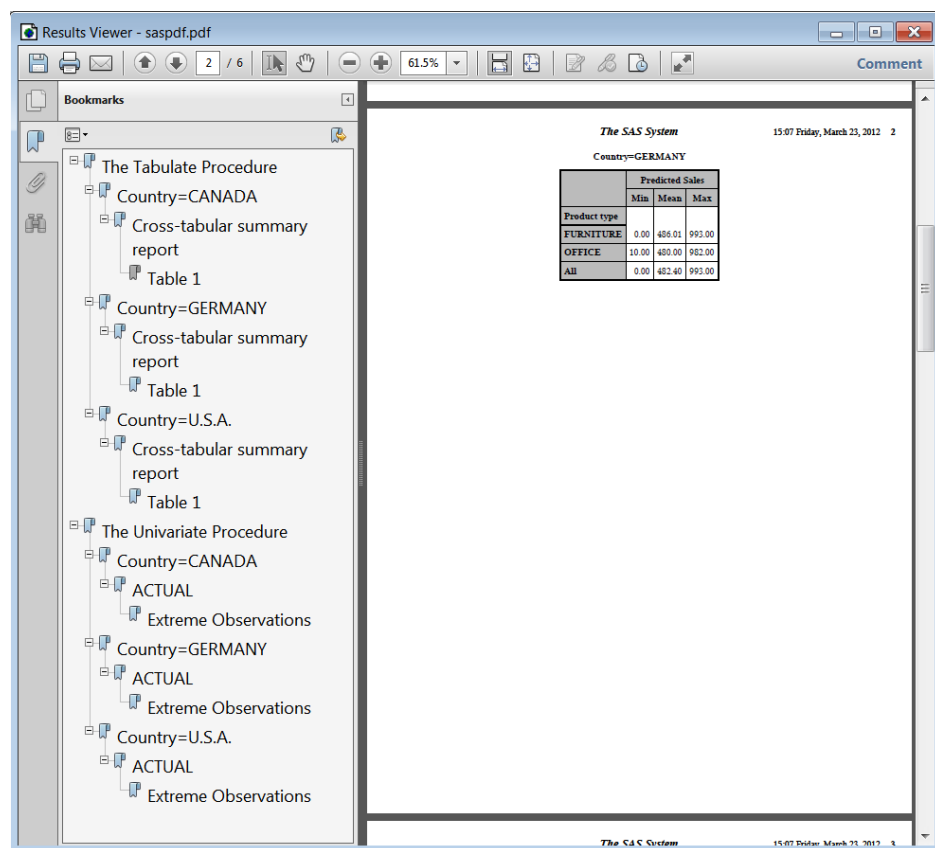 Results Viewer - saspdf.pdf
2 / 6 61.5% Comment
Bookmarks
The Tabulate Procedure
Country=CANADA
Cross-tabular summary
report
Table 1
Country=GERMANY
Cross-tabular summary
report
Table 1
Country=U.S.A.
Cross-tabular summary
report
Table 1
The Univariate Procedure
Country=CANADA
ACTUAL
Extreme Observations
Country=GERMANY
ACTUAL
Extreme Observations
Country=U.S.A.
ACTUAL
Extreme Observations
The SAS System 15:07 Friday, March 23, 2012 2
Country=GERMANY
Predicted Sales
Min Mean Max
Product type
FURNITURE 0.00 486.01 993.00
OFFICE 10.00 480.00 982.00
All 0.00 482.40 993.00
The SAS System 15:07 Friday, March 23, 2012 3